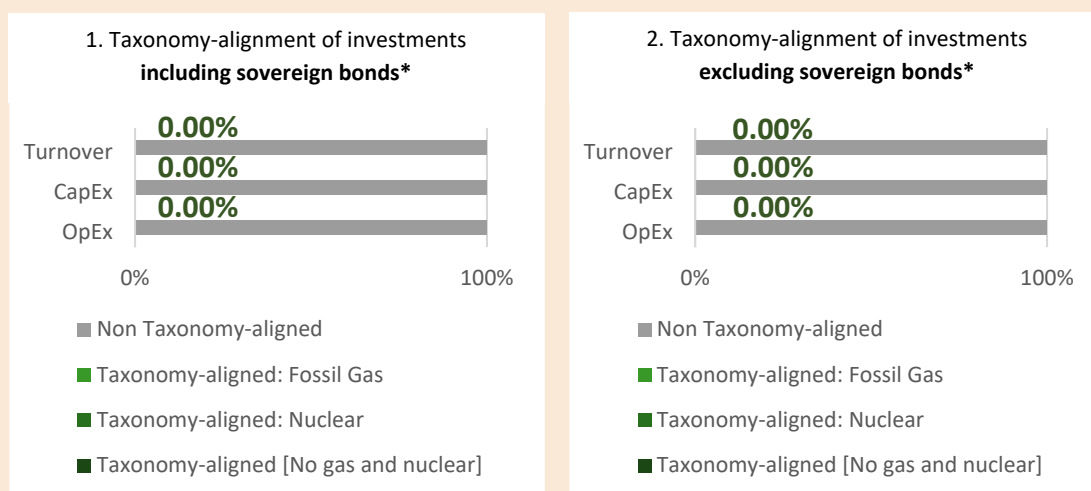 1. Taxonomy-alignment of investments
including sovereign bonds*
0.00%
Turnover
0.00%
CapEx
0.00%
OpEx
0%
100%
Non Taxonomy-aligned
Taxonomy-aligned: Fossil Gas
Taxonomy-aligned: Nuclear
Taxonomy-aligned [No gas and nuclear]
2. Taxonomy-alignment of investments
excluding sovereign bonds*
0.00%
Turnover
0.00%
CapEx
0.00%
OpEx
0%
100%
Non Taxonomy-aligned
Taxonomy-aligned: Fossil Gas
Taxonomy-aligned: Nuclear
Taxonomy-aligned [No gas and nuclear]